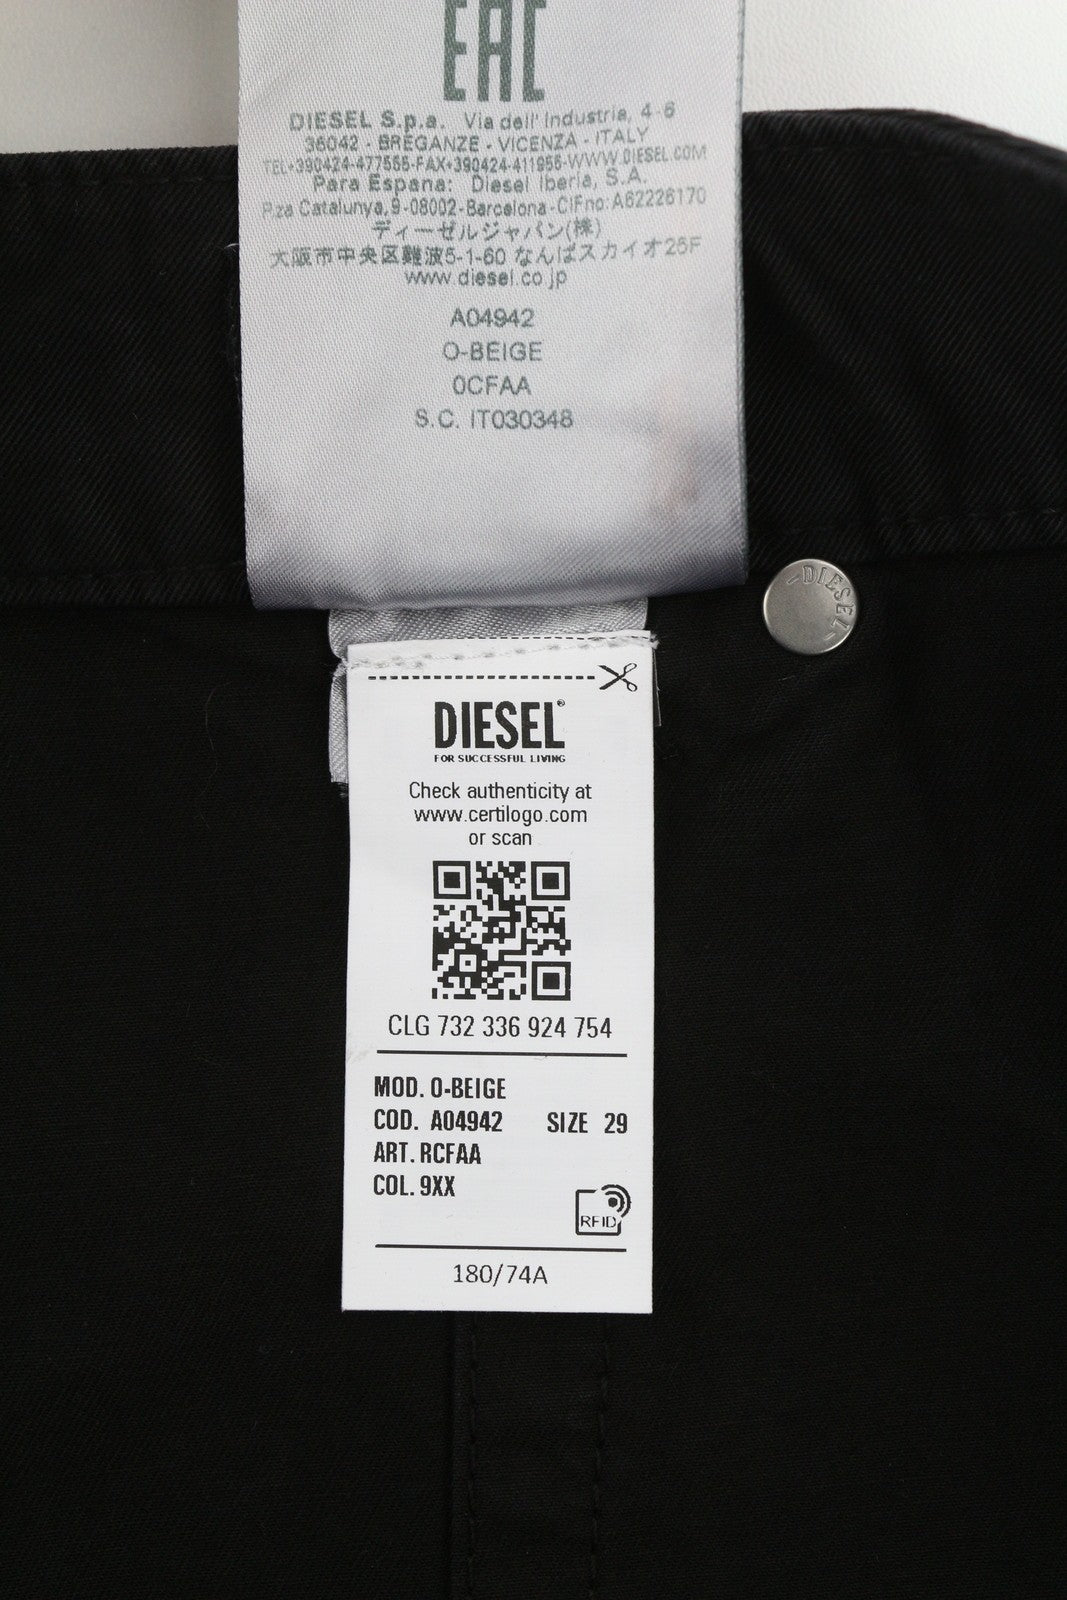 EAC
DIESEL S.p.a. Via dell' Industria, 4-6
36042 - BREGANZE - VICENZA - ITALY
TEL+390424-477555-FAX+390424-411955-WWW.DIESEL.COM
Para Espana: Diesel Iberia, S.A.
Pza Catalunya,9-08002-Barcelona-CIFno:A62226170
ディーゼルジャパン(株)
大阪市中央区難波5-1-60 なんばスカイオ25F
www.diesel.co.jp
A04942
O-BEIGE
0CFAA
S.C. IT030348
DIESEL
DIESEL®
FOR SUCCESSFUL LIVING
Check authenticity at
www.certilogo.com
or scan
CLG 732 336 924 754
MOD. O-BEIGE
COD. A04942 SIZE 29
ART. RCFAA
COL. 9XX
RFID
180/74A